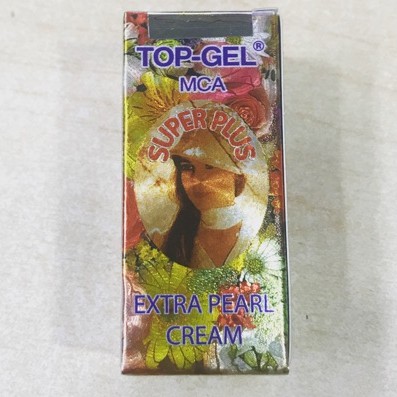 TOP-GEL®
MCA
SUPER PLUS
EXTRA PEARL
CREAM